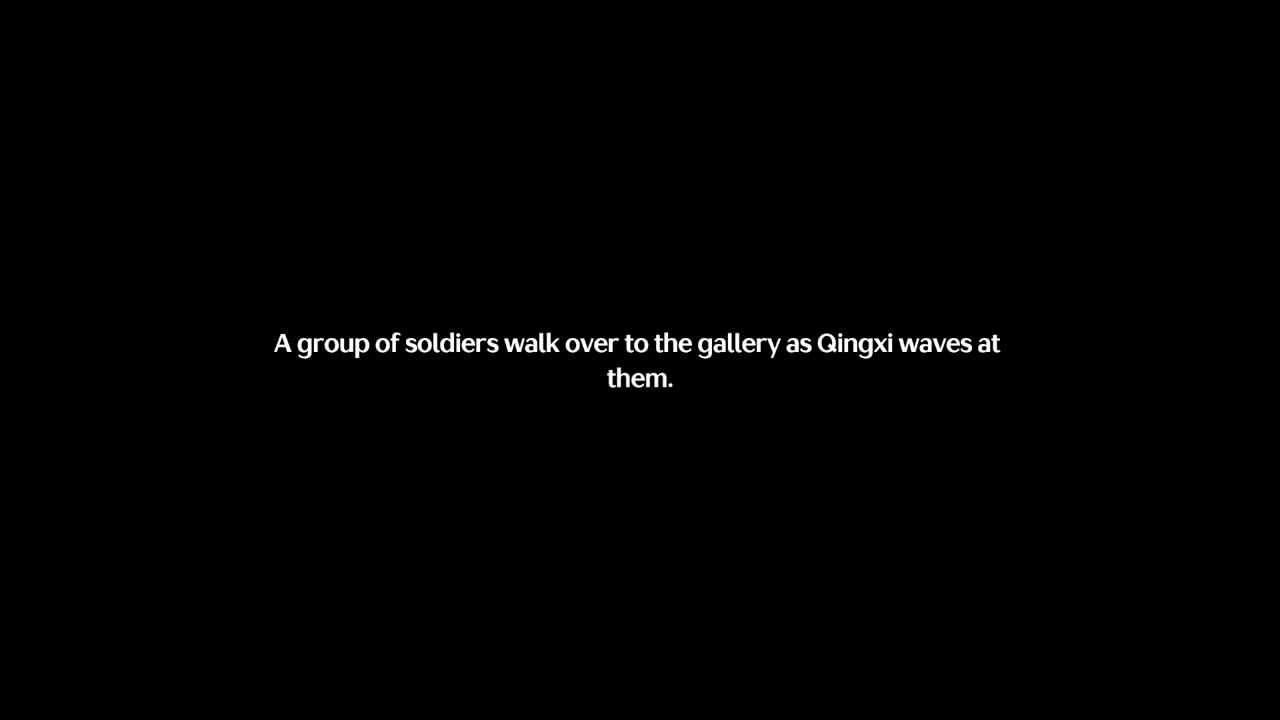 A group of soldiers walk over to the gallery as Qingxi waves at
them.